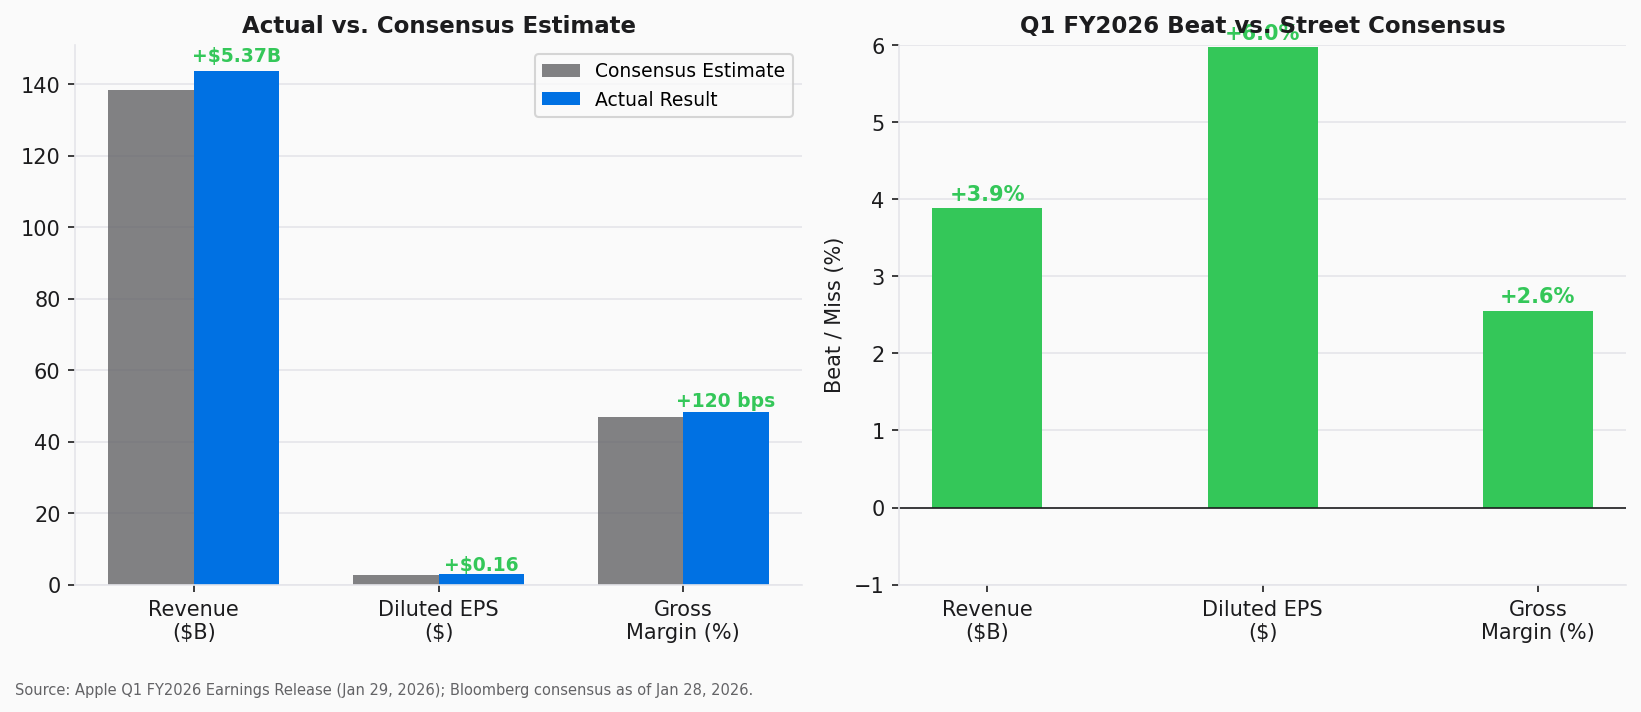 Actual vs. Consensus Estimate
+$5.37B
Consensus Estimate
Actual Result
140
120
100
80
60
40
20
0
+$0.16
+120 bps
Revenue
($B)
Diluted EPS
($)
Gross
Margin (%)
Q1 FY2026 Beat vs. Street Consensus
+6.0%
Beat / Miss (%)
6
5
4
3
2
1
0
−1
+3.9%
+2.6%
Revenue
($B)
Diluted EPS
($)
Gross
Margin (%)
Source: Apple Q1 FY2026 Earnings Release (Jan 29, 2026); Bloomberg consensus as of Jan 28, 2026.